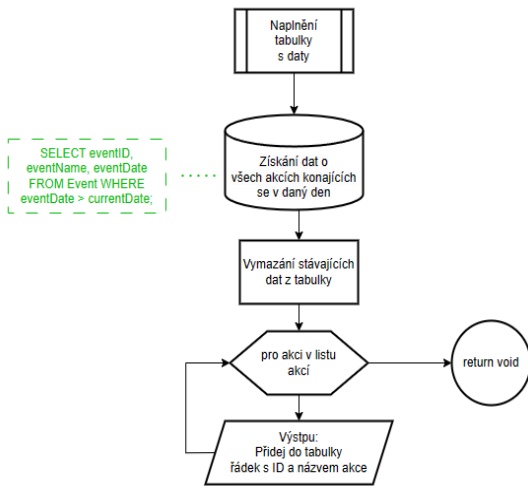 Naplnění
tabulky
s daty
SELECT eventID,
eventName, eventDate
FROM Event WHERE
eventDate > currentDate;
Získání dat o
všech akcích konajících
se v daný den
Vymazání stávajících
dat z tabulky
pro akci v listu
akcí
return void
Výstpu:
Přidej do tabulky
řádek s ID a názvem akce